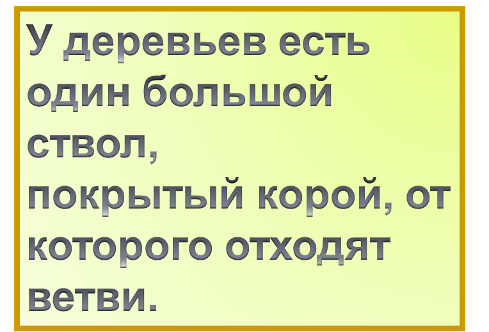 У деревьев есть
один большой
ствол,
покрытый корой, от
которого отходят
ветви.